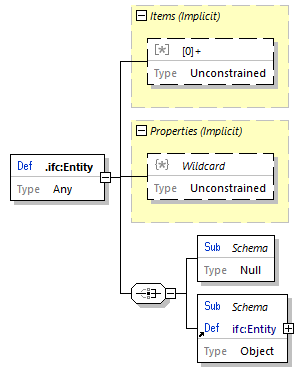 Items (Implicit)
[*] [0]+
Type Unconstrained
Properties (Implicit)
{*} Wildcard
Type Unconstrained
Def .ifc:Entity
Type Any
Sub Schema
Type Null
Sub Schema
Def ifc:Entity
Type Object